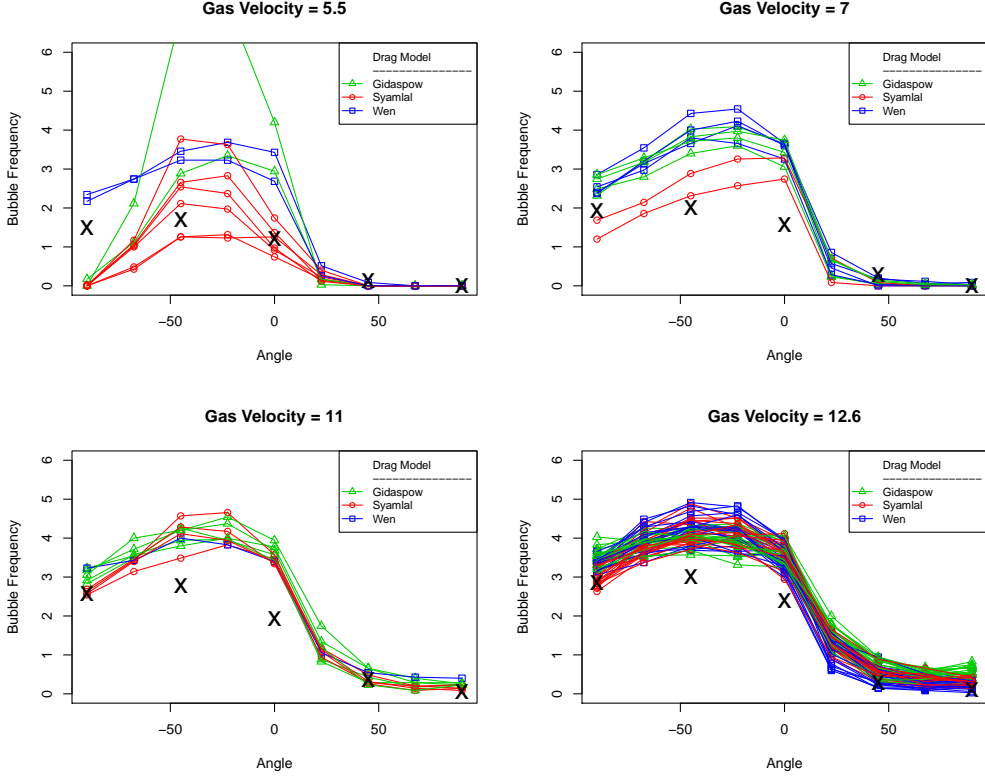 Gas Velocity = 5.5
Bubble Frequency
6
5
4
3
2
1
0
Drag Model
Gidaspow
Syamlal
Wen
X X X X X
−50 0 50
Angle
Gas Velocity = 7
Bubble Frequency
6
5
4
3
2
1
0
Drag Model
Gidaspow
Syamlal
Wen
X X X X X
−50 0 50
Angle
Gas Velocity = 11
Bubble Frequency
6
5
4
3
2
1
0
Drag Model
Gidaspow
Syamlal
Wen
X X X X X
−50 0 50
Angle
Gas Velocity = 12.6
Bubble Frequency
6
5
4
3
2
1
0
Drag Model
Gidaspow
Syamlal
Wen
X X X X X
−50 0 50
Angle